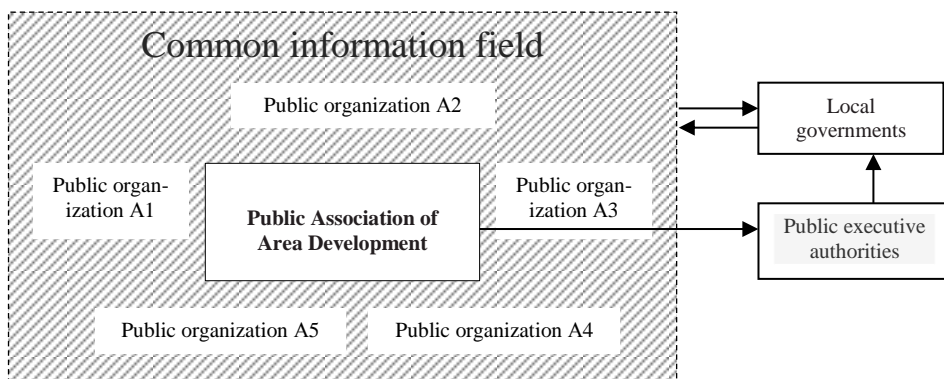 Common information field
Public organization A2
Local
governments
Public organ-
ization A1
Public Association of
Area Development
Public organ-
ization A3
Public executive
authorities
Public organization A5
Public organization A4